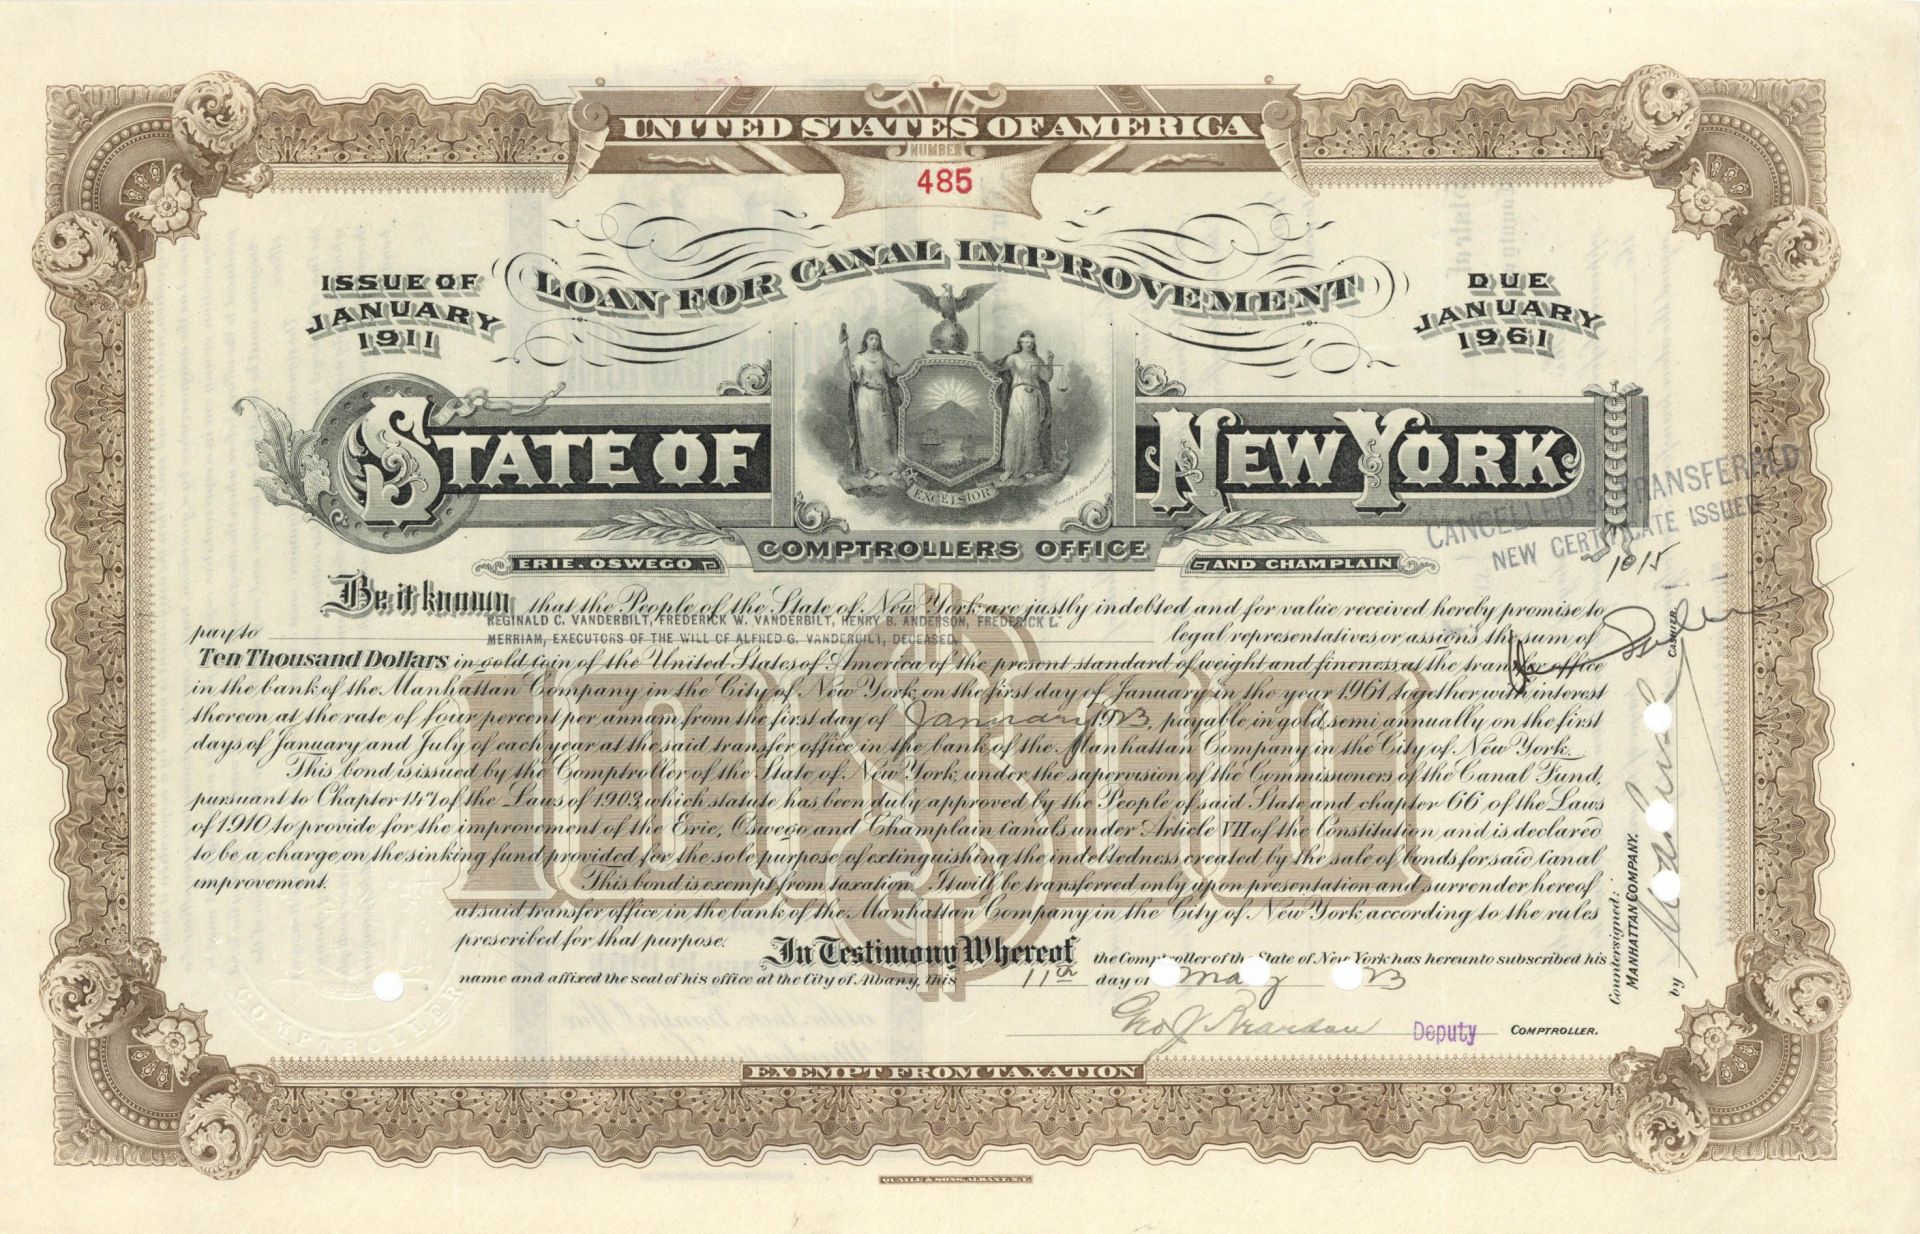 UNITED STATES OF AMERICA
NUMBER
485
LOAN FOR CANAL IMPROVEMENT
ISSUE OF
JANUARY
1911
DUE
JANUARY
1961
STATE OF NEW YORK
EXCELSIOR
CANCELLED & TRANSFERRED
NEW CERTIFICATE ISSUED
1015
COMPTROLLERS OFFICE
ERIE, OSWEGO AND CHAMPLAIN
Be it known that the People of the State of New York are justly indebted and for value received hereby promise to
REGINALD C. VANDERBILT, FREDERICK W. VANDERBILT, HENRY B. ANDERSON, FREDERICK L.
pay to MERRIAM, EXECUTORS OF THE WILL OF ALFRED G. VANDERBILT, DECEASED. legal representatives or assigns the sum of
Ten Thousand Dollars in gold coin of the United States of America of the present standard of weight and fineness at the transfer office
in the bank of the Manhattan Company in the City of New York on the first day of January in the year 1961, together with interest
thereon at the rate of four percent per annum from the first day of January 1923, payable in gold, semi annually on the first
days of January and July of each year at the said transfer office in the bank of the Manhattan Company in the City of New York.
This bond is issued by the Comptroller of the State of New York, under the supervision of the Commissioners of the Canal Fund,
pursuant to Chapter 147 of the Laws of 1903, which statute has been duly approved by the People of said State and chapter 66 of the Laws
of 1910, to provide for the improvement of the Erie, Oswego and Champlain Canals under Article VII of the Constitution and is declared
to be a charge on the sinking fund provided for the sole purpose of extinguishing the indebtedness created by the sale of bonds for said Canal
improvement. This bond is exempt from taxation. It will be transferred only upon presentation and surrender hereof
at said transfer office in the bank of the Manhattan Company in the City of New York according to the rules
prescribed for that purpose. In Testimony Whereof the Comptroller of the State of New York has hereunto subscribed his
name and affixed the seal of his office at the City of Albany, this 11th day of May 23
Geo J Deputy COMPTROLLER.
Countersigned:
MANHATTAN COMPANY.
by CASHIER.
10,000
COMPTROLLER
EXEMPT FROM TAXATION
QUAYLE & SONS, ALBANY, N.Y.